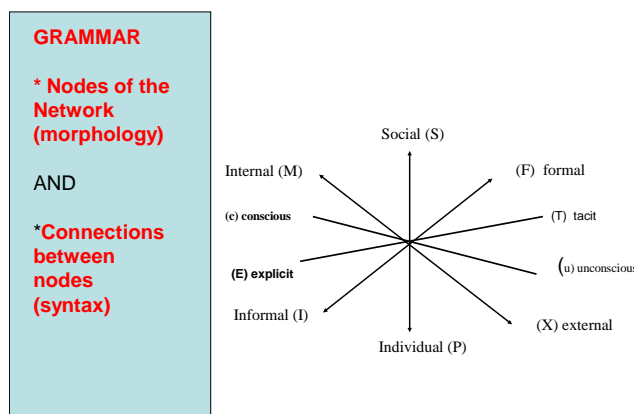 GRAMMAR
* Nodes of the
Network
(morphology)
AND
*Connections
between
nodes
(syntax)
Social (S)
Internal (M)
(F) formal
(c) conscious
(T) tacit
(E) explicit
(u) unconscious
Informal (I)
(X) external
Individual (P)